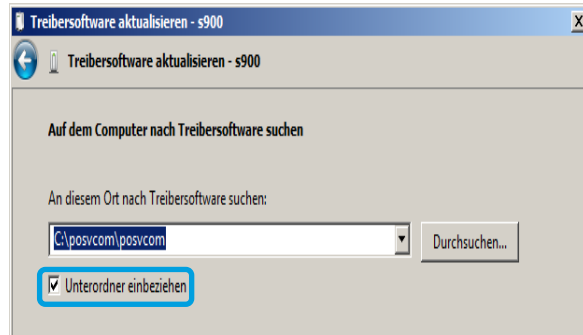 Treibersoftware aktualisieren - s900
X
Treibersoftware aktualisieren - s900
Auf dem Computer nach Treibersoftware suchen
An diesem Ort nach Treibersoftware suchen:
C:\posvcom\posvcom
Durchsuchen...
Unterordner einbeziehen